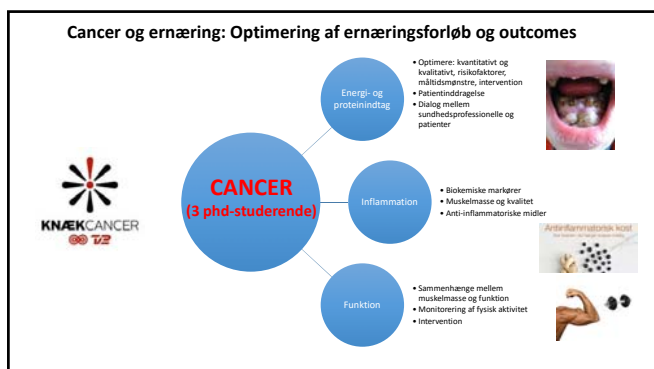 Cancer og ernæring: Optimering af ernæringsforløb og outcomes
Energi- og
proteinindtag
• Optimere: kvantitativt og
kvalitativt, risikofaktorer,
måltidsmønstre, intervention
• Patientinddragelse
• Dialog mellem
sundhedsprofessionelle og
patienter
KNÆKCANCER
TV2
CANCER
(3 phd-studerende)
Inflammation
• Biokemiske markører
• Muskelmasse og kvalitet
• Anti-inflammatoriske midler
Antiinflammatorisk kost
Funktion
• Sammenhænge mellem
muskelmasse og funktion
• Monitorering af fysisk aktivitet
• Intervention